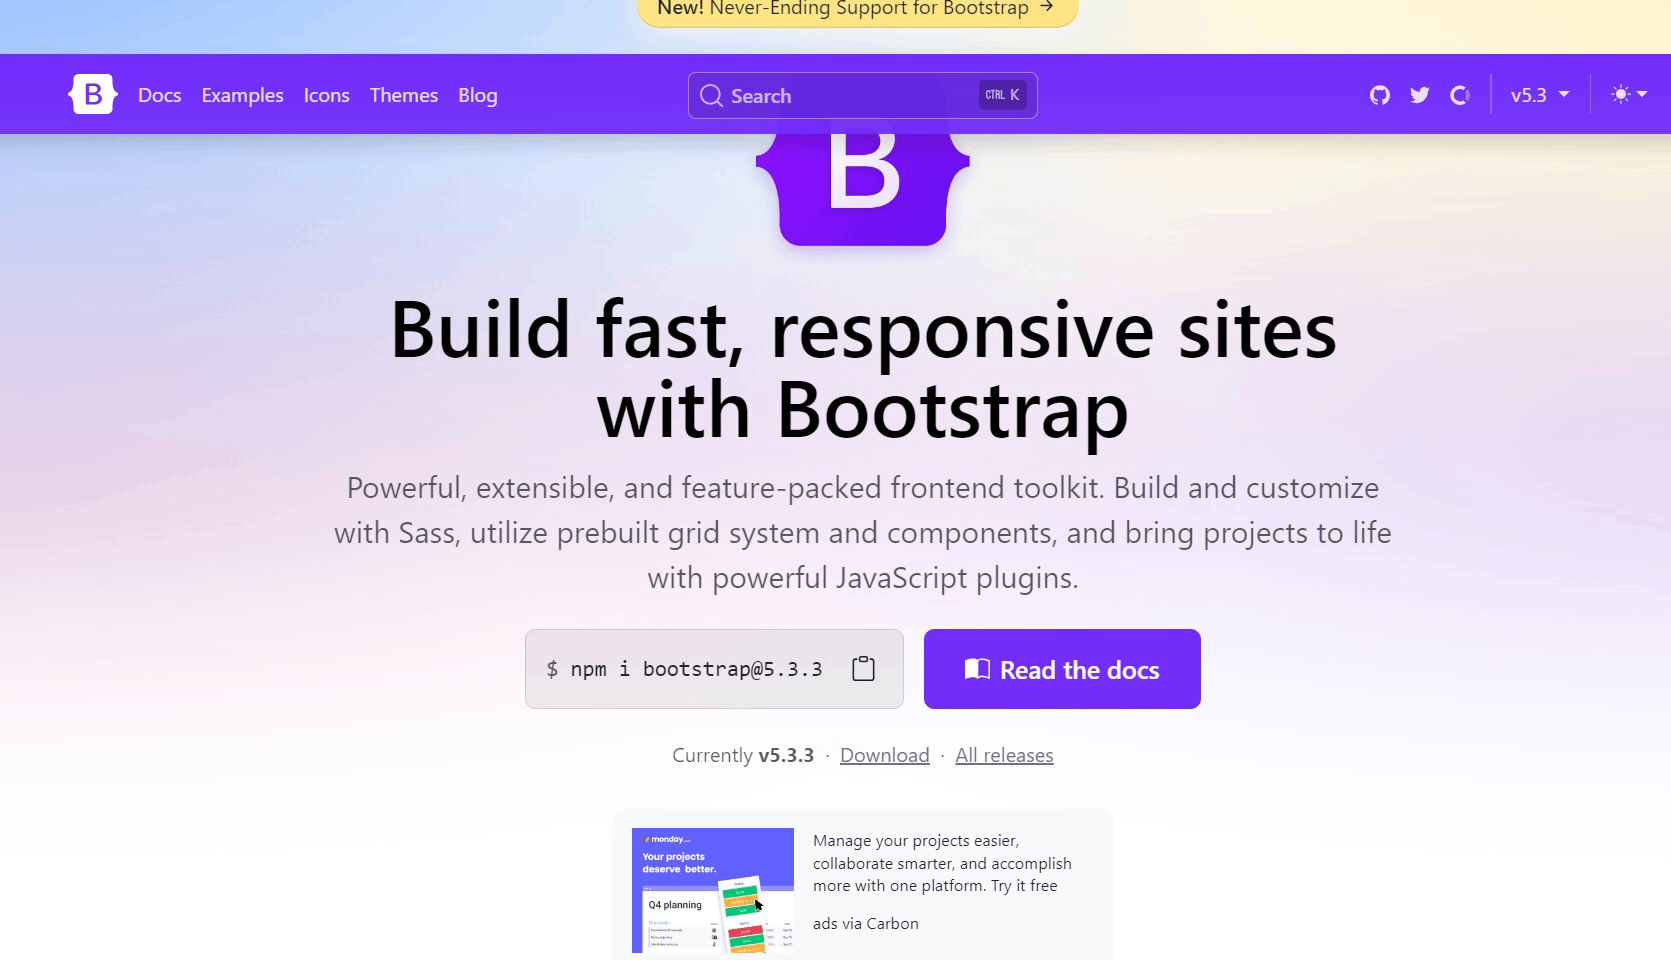 New! Never-Ending Support for Bootstrap →
B Docs Examples Icons Themes Blog Search CTRL K v5.3
B
Build fast, responsive sites
with Bootstrap
Powerful, extensible, and feature-packed frontend toolkit. Build and customize
with Sass, utilize prebuilt grid system and components, and bring projects to life
with powerful JavaScript plugins.
$ npm i bootstrap@5.3.3
Read the docs
Currently v5.3.3 · Download · All releases
monday.com
Your projects
deserve better.
Q4 planning
Manage your projects easier,
collaborate smarter, and accomplish
more with one platform. Try it free
ads via Carbon